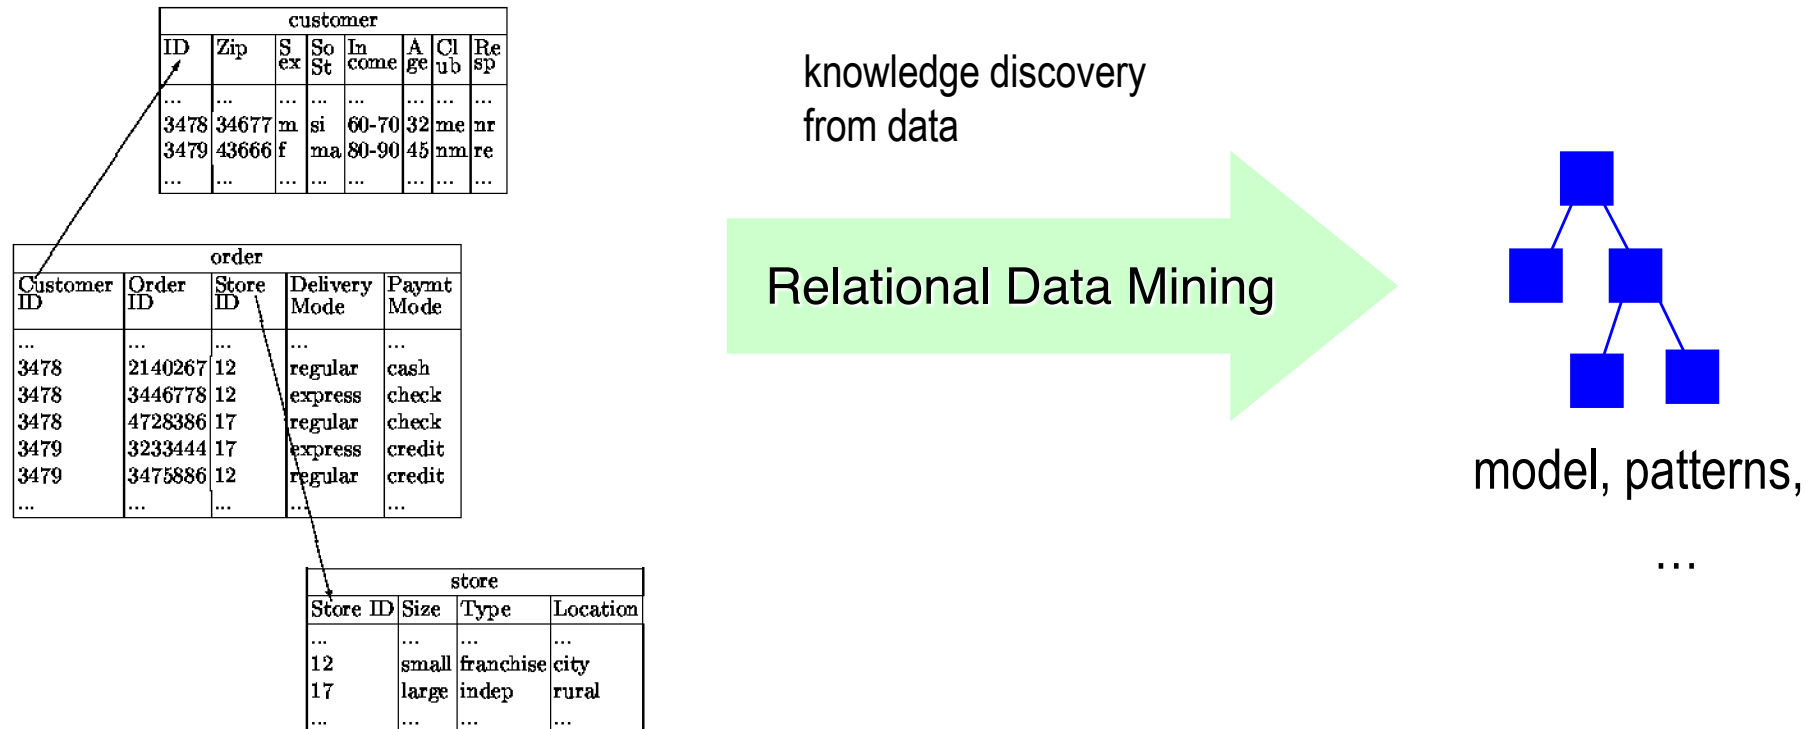 customer
ID Zip S ex So St In come A ge Cl ub Re sp
... ... ... ... ... ... ... ...
3478 34677 m si 60-70 32 me nr
3479 43666 f ma 80-90 45 nm re
... ... ... ... ... ... ... ...
knowledge discovery
from data
Relational Data Mining
order
Customer ID Order ID Store ID Delivery Mode Paymt Mode
... ... ... ... ...
3478 2140267 12 regular cash
3478 3446778 12 express check
3478 4728386 17 regular check
3479 3233444 17 express credit
3479 3475886 12 regular credit
... ... ... ... ...
model, patterns,
...
store
Store ID Size Type Location
... ... ... ...
12 small franchise city
17 large indep rural
... ... ... ...